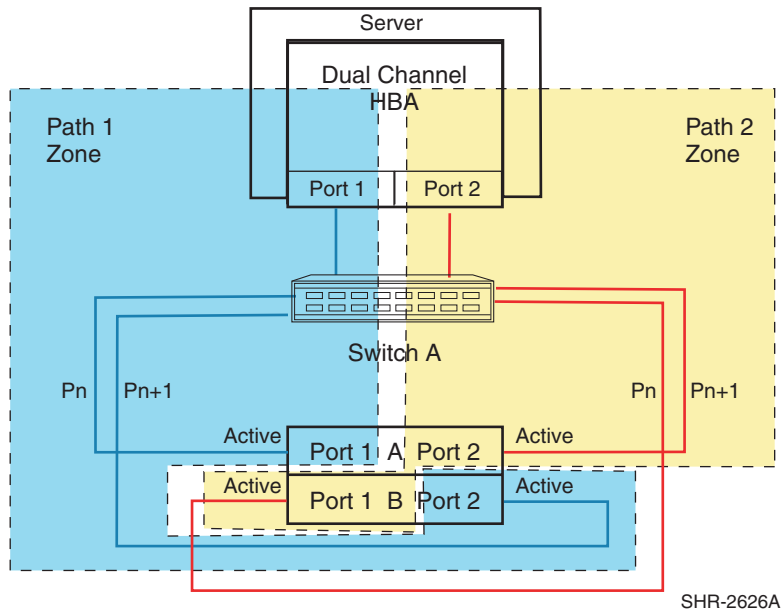 Server
Dual Channel
HBA
Path 1
Zone
Path 2
Zone
Port 1
Port 2
Switch A
Pn
Pn+1
Pn
Pn+1
Active
Port 1 A Port 2
Active
Active
Port 1 B Port 2
Active
SHR-2626A